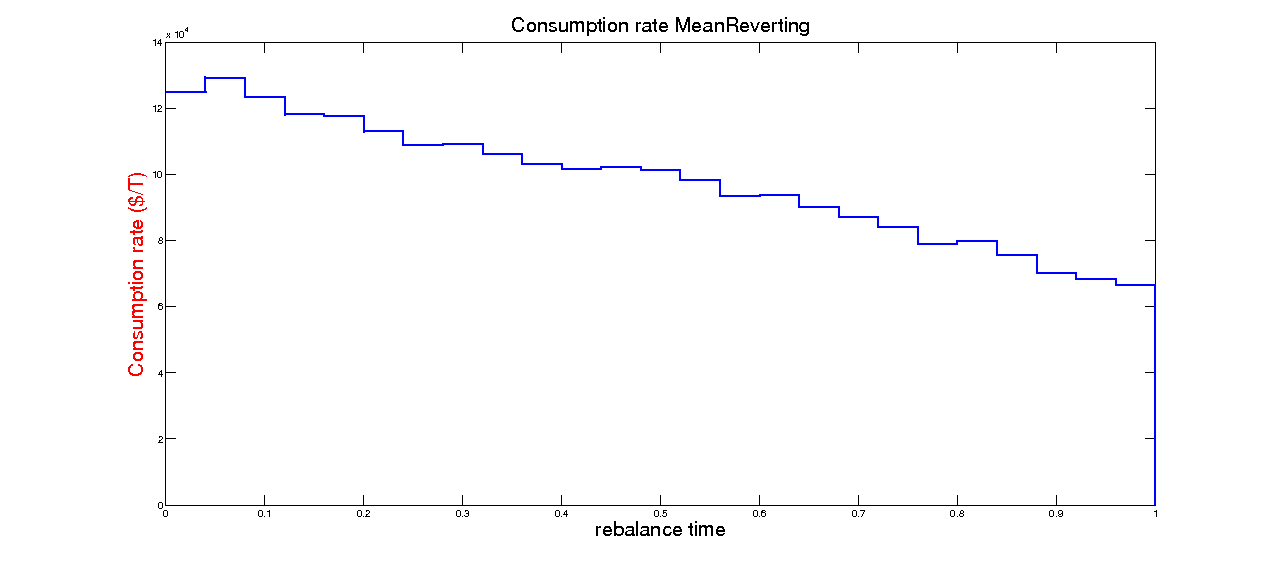 Consumption rate MeanReverting
x 10^4
14
12
10
8
6
4
2
0
Consumption rate ($/T)
0 0.1 0.2 0.3 0.4 0.5 0.6 0.7 0.8 0.9 1
rebalance time